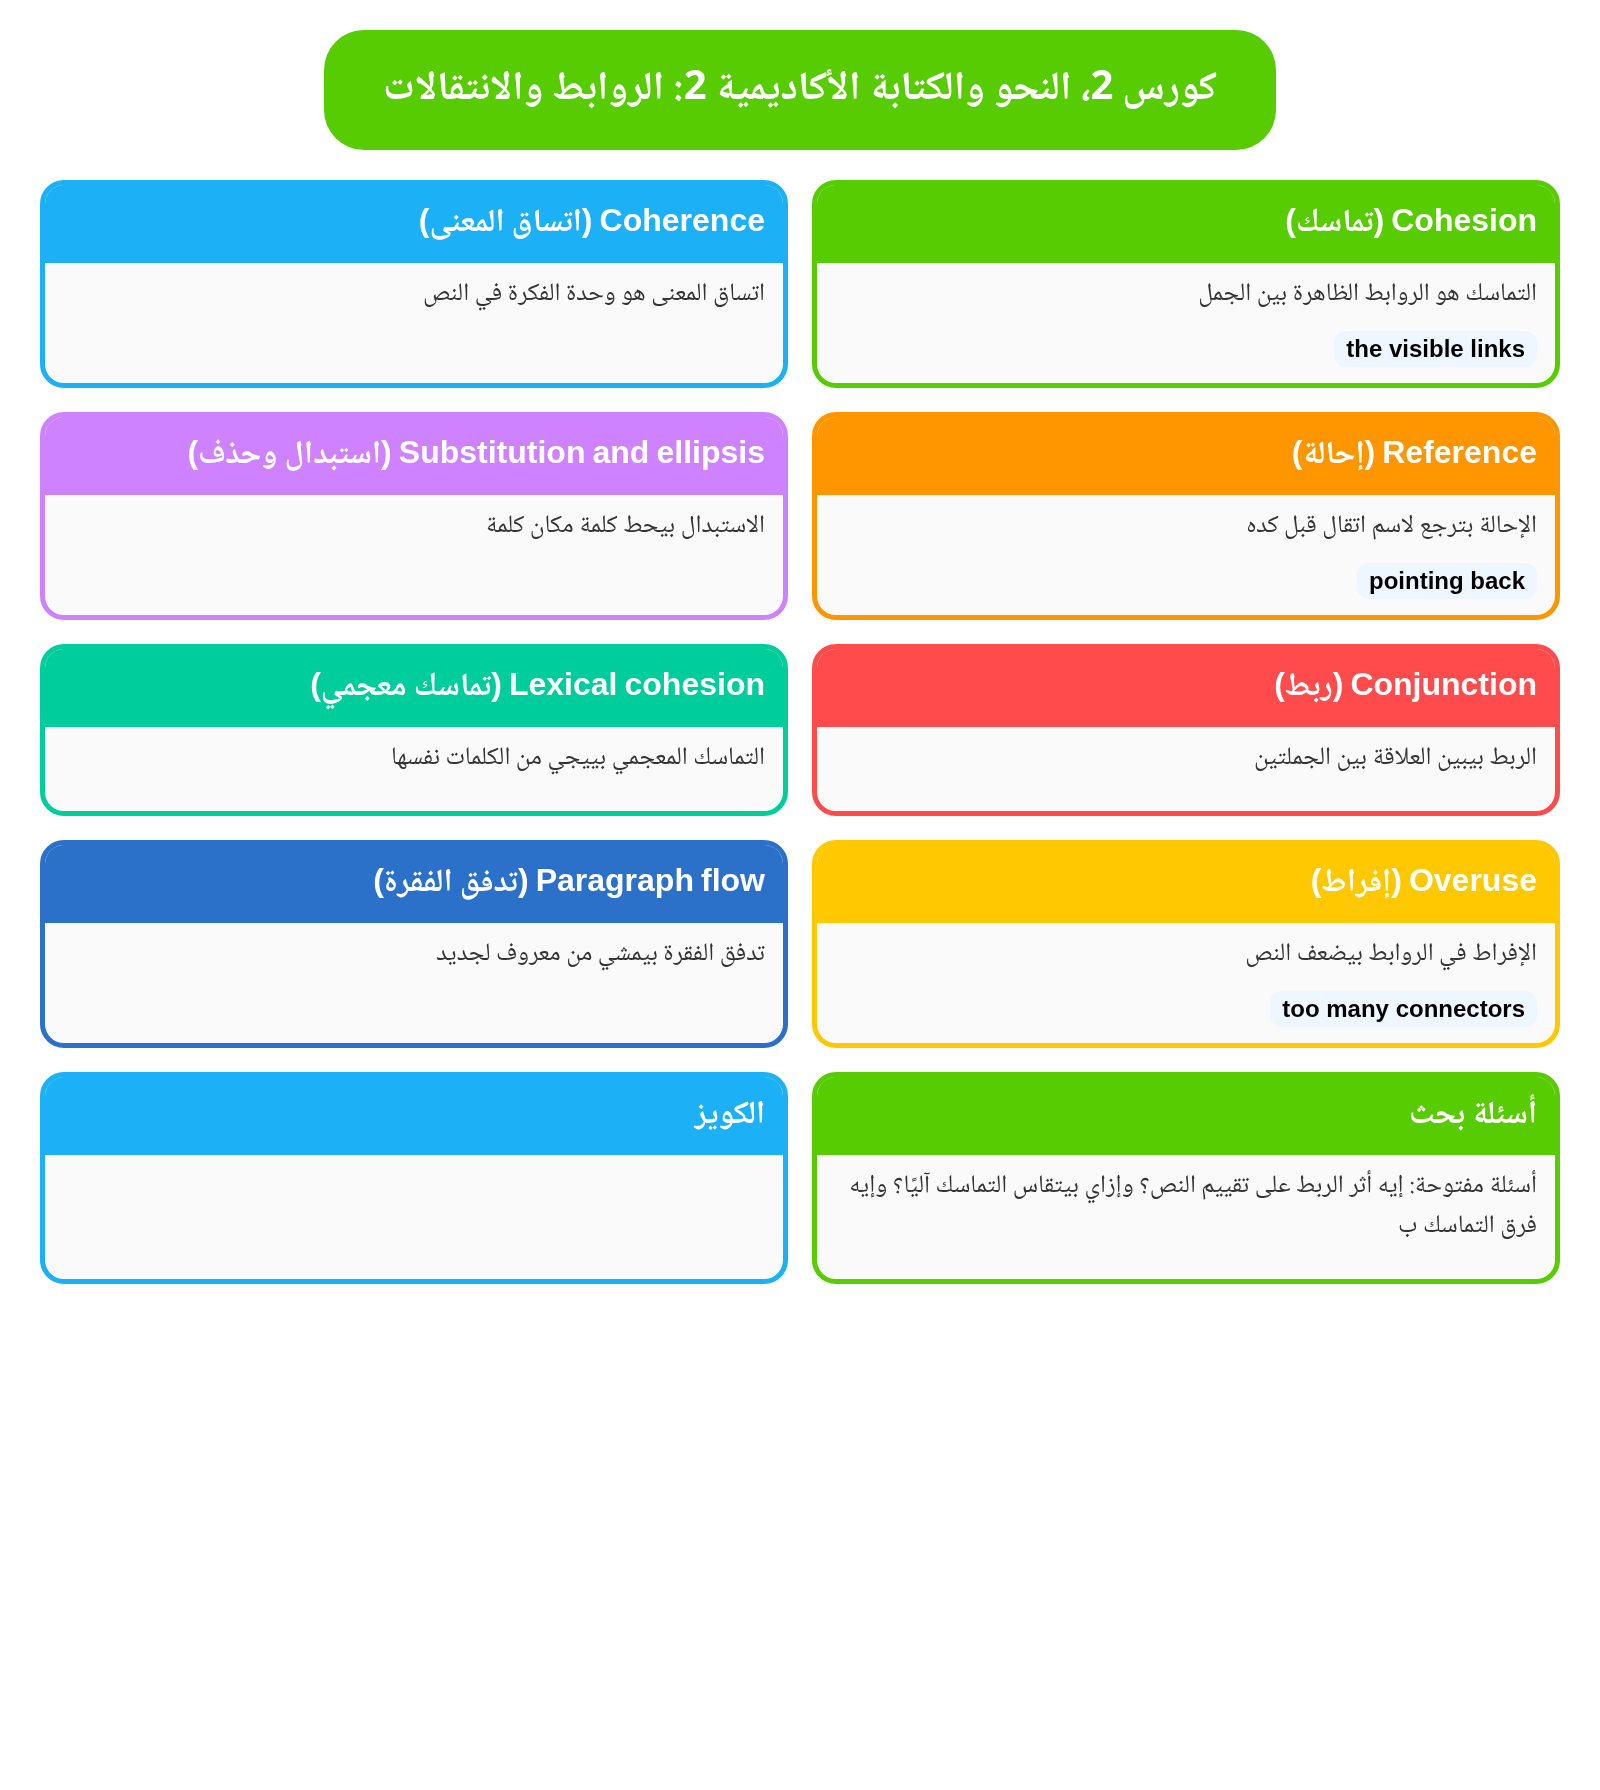 كورس 2، النحو والكتابة الأكاديمية 2: الروابط والانتقالات
Cohesion (تماسك)
التماسك هو الروابط الظاهرة بين الجمل
the visible links
Coherence (اتساق المعنى)
اتساق المعنى هو وحدة الفكرة في النص
Reference (إحالة)
الإحالة بترجع لاسم اتقال قبل كده
pointing back
Substitution and ellipsis (استبدال وحذف)
الاستبدال بيحط كلمة مكان كلمة
Conjunction (ربط)
الربط بيبين العلاقة بين الجملتين
Lexical cohesion (تماسك معجمي)
التماسك المعجمي بييجي من الكلمات نفسها
Overuse (إفراط)
الإفراط في الروابط بيضعف النص
too many connectors
Paragraph flow (تدفق الفقرة)
تدفق الفقرة بيمشي من معروف لجديد
أسئلة بحث
أسئلة مفتوحة: إيه أثر الربط على تقييم النص؟ وإزاي بيتقاس التماسك آليًا؟ وإيه
فرق التماسك ب
الكويز